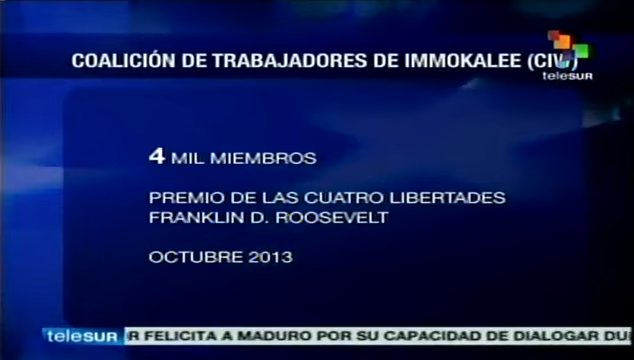 COALICIÓN DE TRABAJADORES DE IMMOKALEE (CIW)
teleSUR
4 MIL MIEMBROS
PREMIO DE LAS CUATRO LIBERTADES
FRANKLIN D. ROOSEVELT
OCTUBRE 2013
teleSUR R FELICITA A MADURO POR SU CAPACIDAD DE DIALOGAR DU